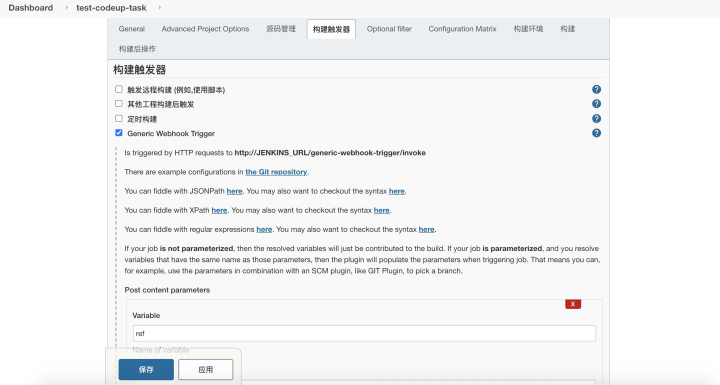 Dashboard › test-codeup-task ›
General Advanced Project Options 源码管理 构建触发器 Optional filter Configuration Matrix 构建环境 构建
构建后操作
构建触发器
触发远程构建 (例如,使用脚本) ?
其他工程构建后触发 ?
定时构建 ?
Generic Webhook Trigger ?
Is triggered by HTTP requests to http://JENKINS_URL/generic-webhook-trigger/invoke
There are example configurations in the Git repository.
You can fiddle with JSONPath here. You may also want to checkout the syntax here.
You can fiddle with XPath here. You may also want to checkout the syntax here.
You can fiddle with regular expressions here. You may also want to checkout the syntax here.
If your job is not parameterized, then the resolved variables will just be contributed to the build. If your job is parameterized, and you resolve
variables that have the same name as those parameters, then the plugin will populate the parameters when triggering job. That means you can,
for example, use the parameters in combination with an SCM plugin, like GIT Plugin, to pick a branch.
Post content parameters
X
Variable
ref
Name of variable
保存 应用